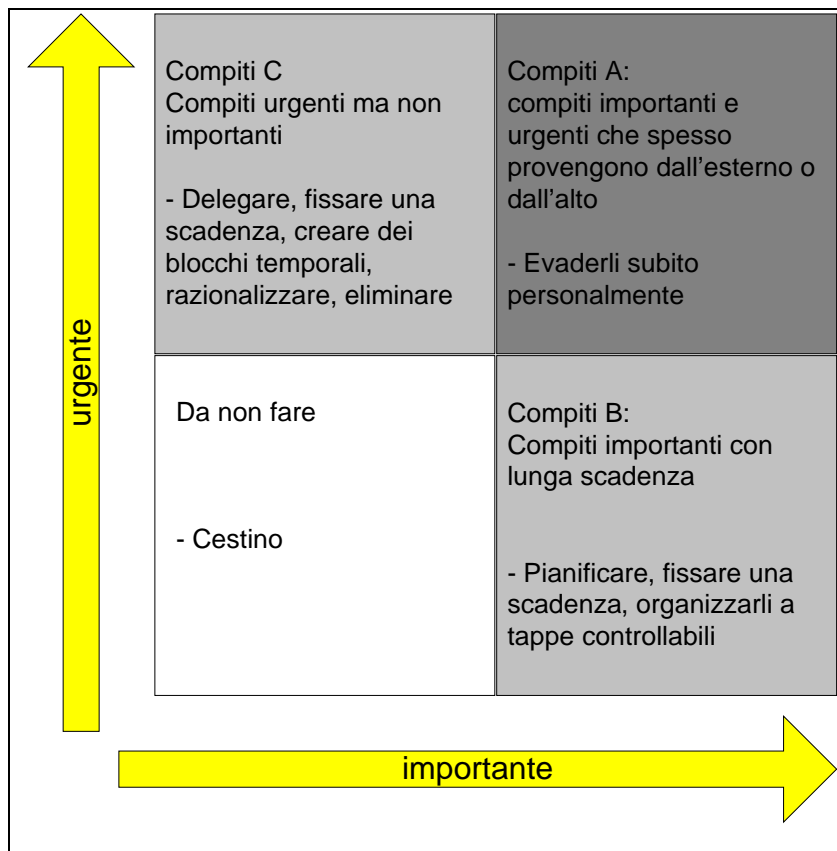 Compiti C
Compiti urgenti ma non
importanti
- Delegare, fissare una
scadenza, creare dei
blocchi temporali,
razionalizzare, eliminare
Compiti A:
compiti importanti e
urgenti che spesso
provengono dall'esterno o
dall'alto
- Evaderli subito
personalmente
urgente
Da non fare
- Cestino
Compiti B:
Compiti importanti con
lunga scadenza
- Pianificare, fissare una
scadenza, organizzarli a
tappe controllabili
importante